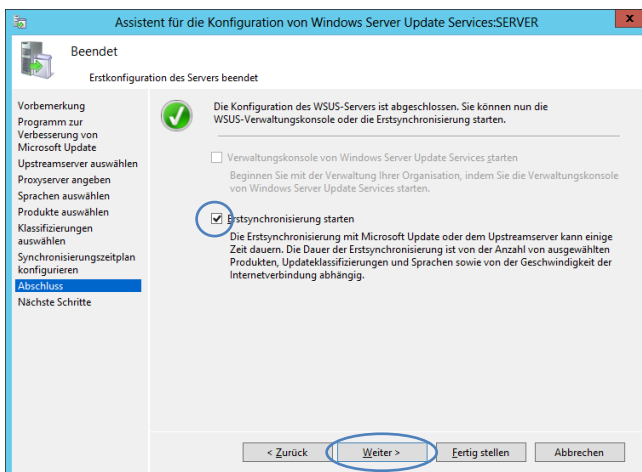 Assistent für die Konfiguration von Windows Server Update Services:SERVER
x
Beendet
Erstkonfiguration des Servers beendet
Vorbemerkung
Programm zur
Verbesserung von
Microsoft Update
Upstreamserver auswählen
Proxyserver angeben
Sprachen auswählen
Produkte auswählen
Klassifizierungen
auswählen
Synchronisierungszeitplan
konfigurieren
Abschluss
Nächste Schritte
Die Konfiguration des WSUS-Servers ist abgeschlossen. Sie können nun die
WSUS-Verwaltungskonsole oder die Erstsynchronisierung starten.
Verwaltungskonsole von Windows Server Update Services starten
Beginnen Sie mit der Verwaltung Ihrer Organisation, indem Sie die Verwaltungskonsole
von Windows Server Update Services starten.
Erstsynchronisierung starten
Die Erstsynchronisierung mit Microsoft Update oder dem Upstreamserver kann einige
Zeit dauern. Die Dauer der Erstsynchronisierung ist von der Anzahl von ausgewählten
Produkten, Updateklassifizierungen und Sprachen sowie von der Geschwindigkeit der
Internetverbindung abhängig.
< Zurück
Weiter >
Fertig stellen
Abbrechen